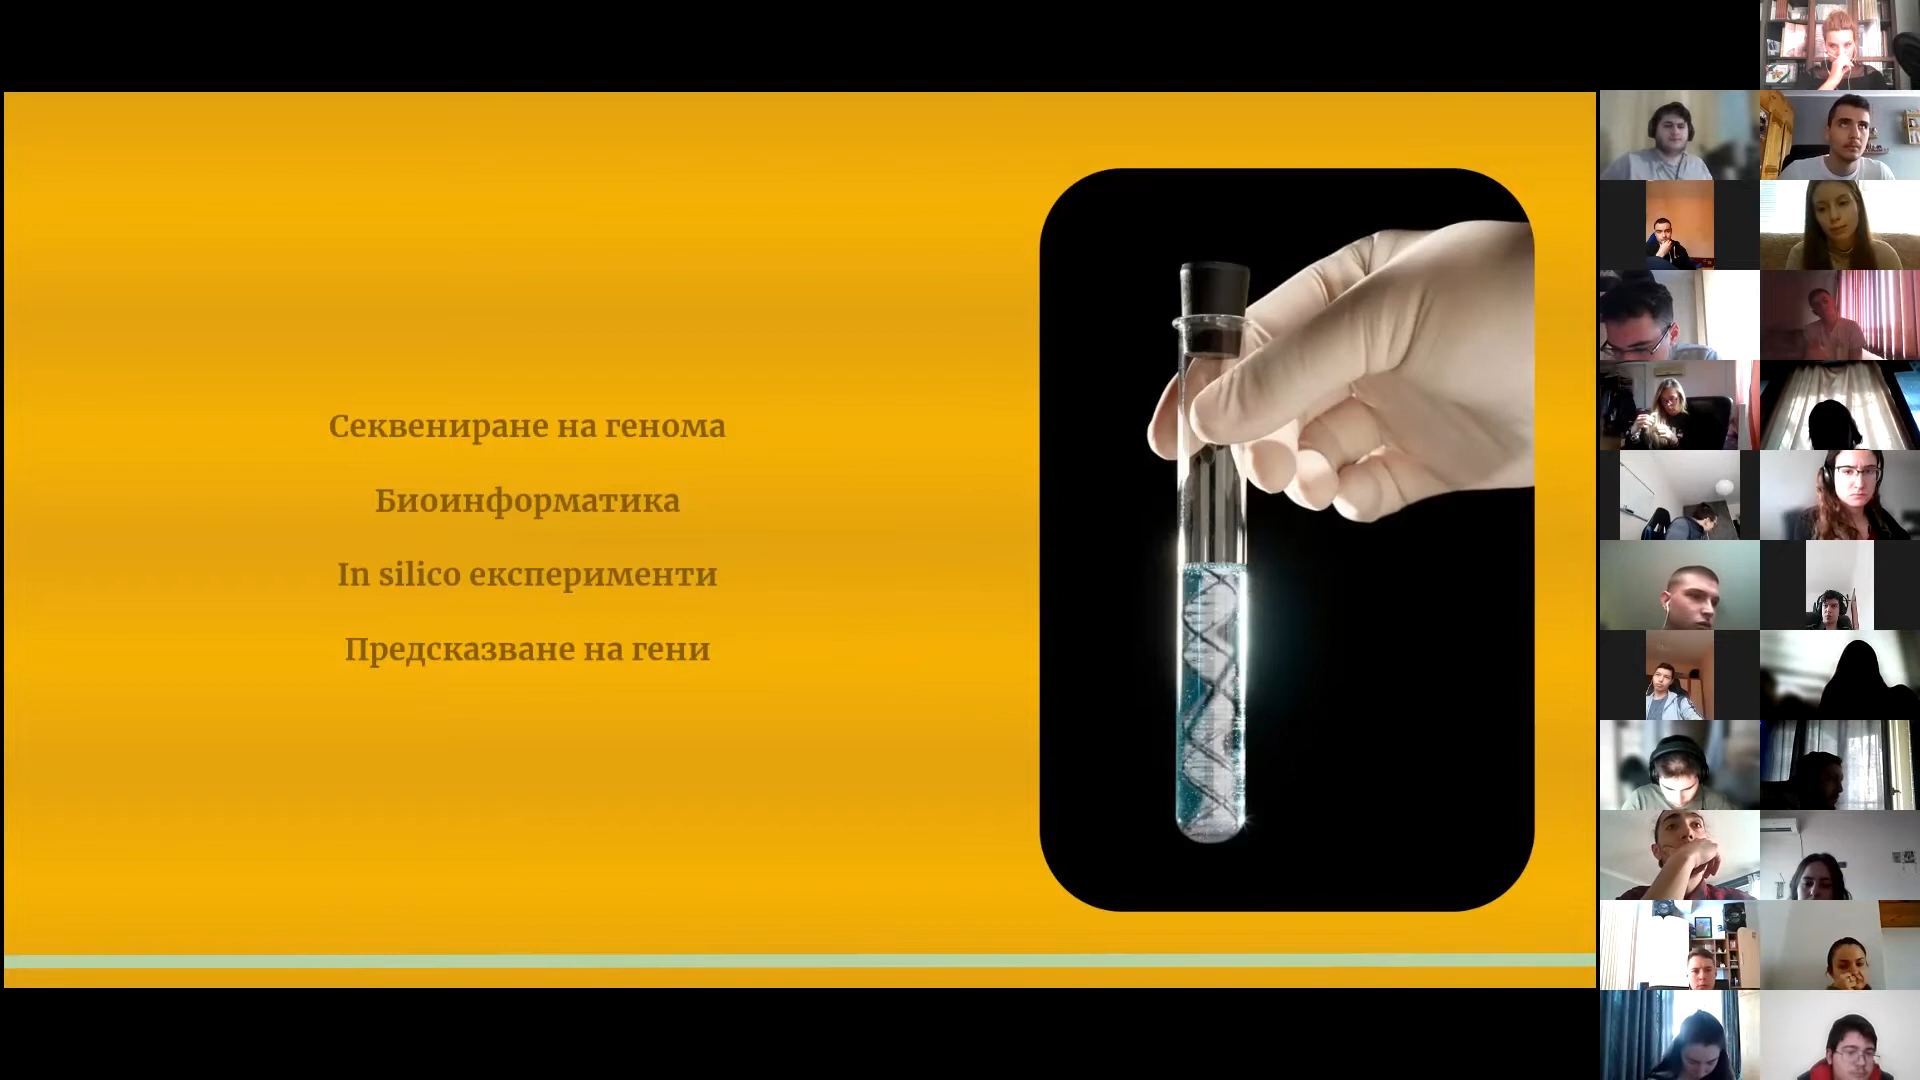 Секвениране на генома
Биоинформатика
In silico експерименти
Предсказване на гени